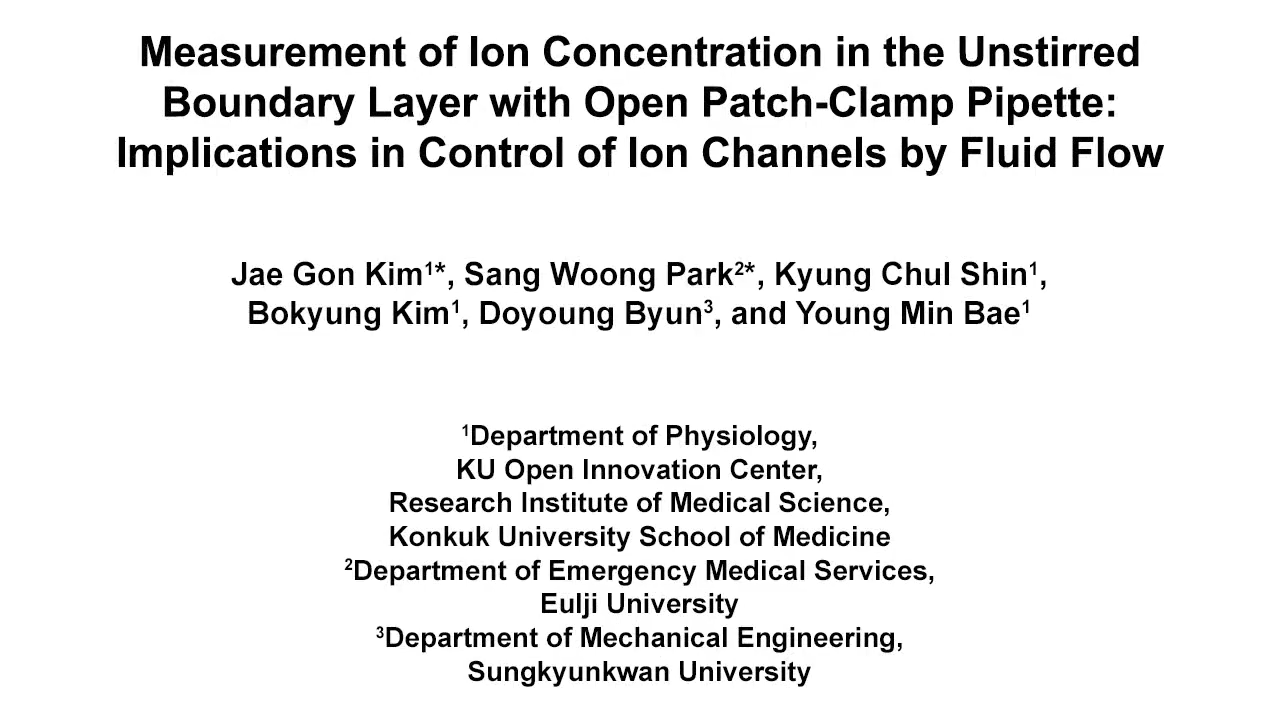 Measurement of Ion Concentration in the Unstirred
Boundary Layer with Open Patch-Clamp Pipette:
Implications in Control of Ion Channels by Fluid Flow
Jae Gon Kim¹*, Sang Woong Park²*, Kyung Chul Shin¹,
Bokyung Kim¹, Doyoung Byun³, and Young Min Bae¹
¹Department of Physiology,
KU Open Innovation Center,
Research Institute of Medical Science,
Konkuk University School of Medicine
²Department of Emergency Medical Services,
Eulji University
³Department of Mechanical Engineering,
Sungkyunkwan University